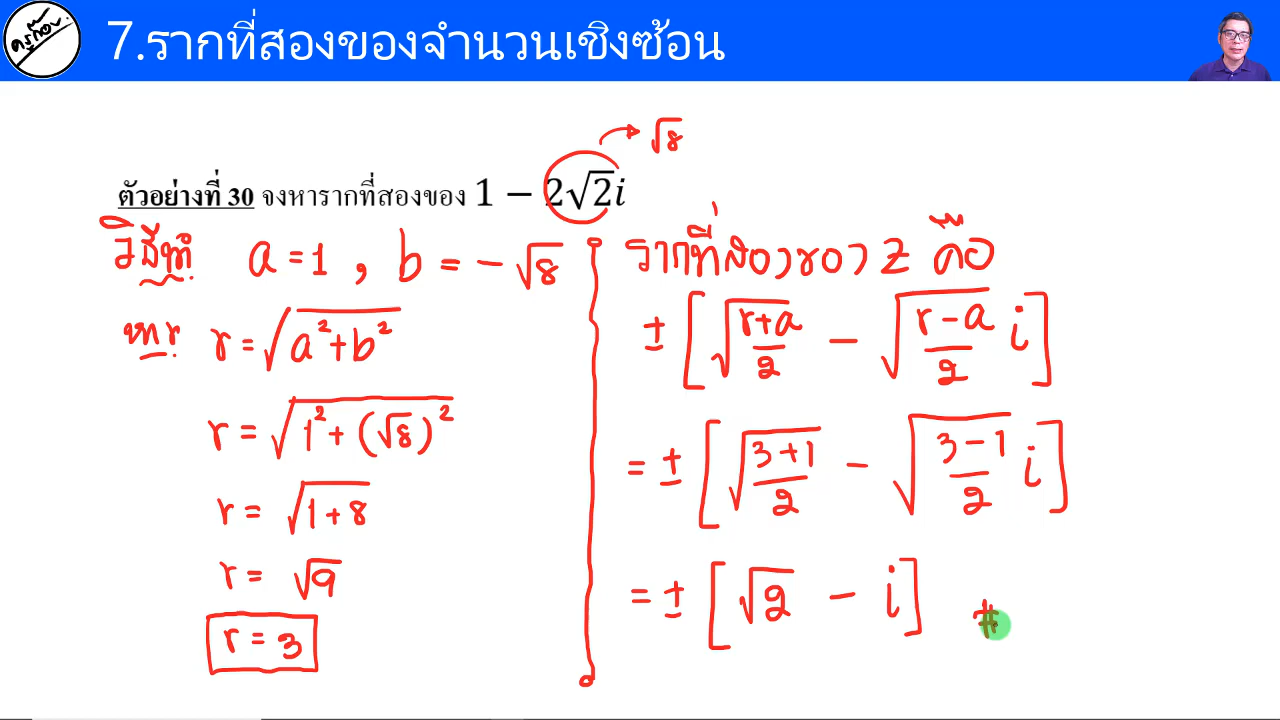 ครูก๊อบ
7.รากที่สองของจำนวนเชิงซ้อน
√8
ตัวอย่างที่ 30 จงหารากที่สองของ 1 − 2√2i
วิธีทำ a = 1 , b = − √8
หา r r = √(a² + b²)
r = √(1² + (√8)²)
r = √(1 + 8)
r = √9
r = 3
รากที่สองของ z คือ
± [√((r+a)/2) − √((r−a)/2) i]
= ± [√((3+1)/2) − √((3−1)/2) i]
= ± [√2 − i] #